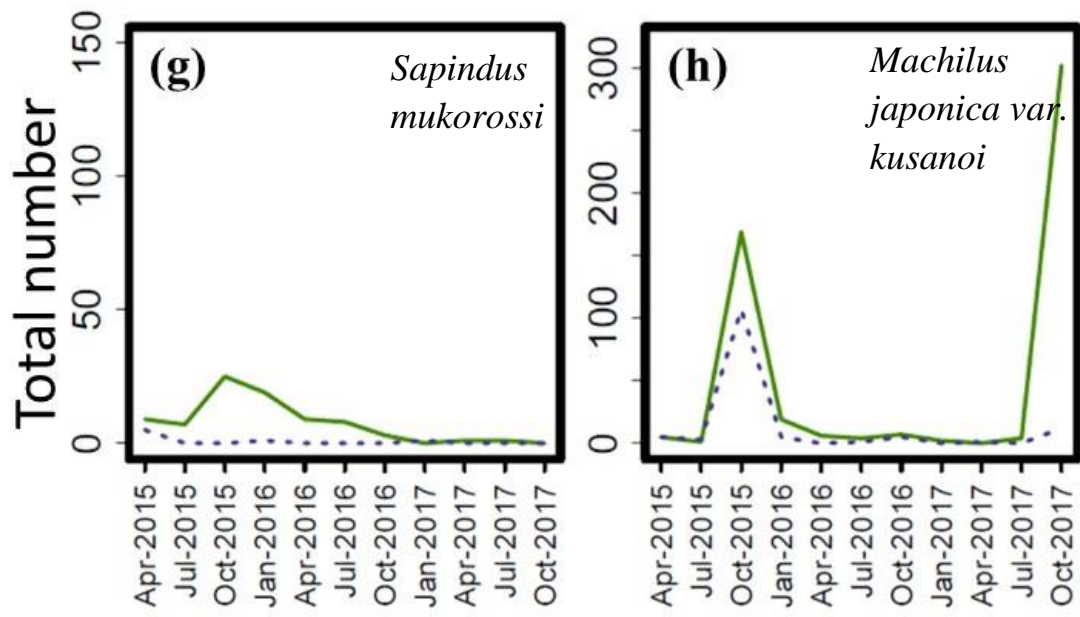 Total number
150
100
50
0
(g)
Sapindus
mukorossi
Apr-2015
Jul-2015
Oct-2015
Jan-2016
Apr-2016
Jul-2016
Oct-2016
Jan-2017
Apr-2017
Jul-2017
Oct-2017
300
200
100
0
(h)
Machilus
japonica var.
kusanoi
Apr-2015
Jul-2015
Oct-2015
Jan-2016
Apr-2016
Jul-2016
Oct-2016
Jan-2017
Apr-2017
Jul-2017
Oct-2017